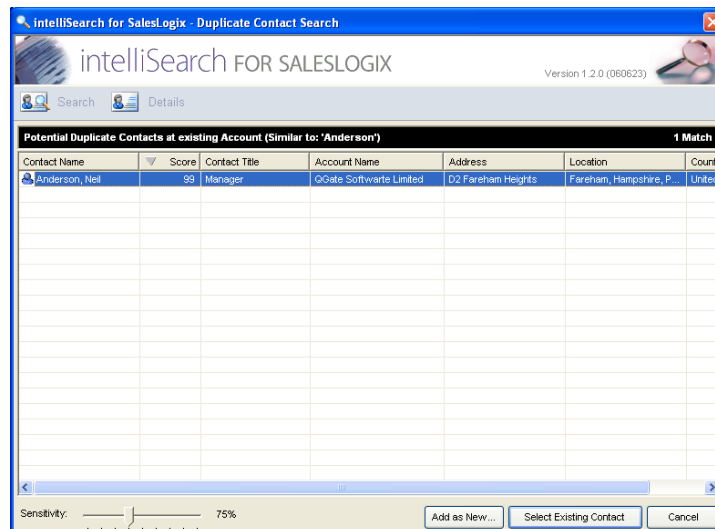 intelliSearch for SalesLogix - Duplicate Contact Search
intelliSearch FOR SALESLOGIX
Version 1.2.0 (060623)
Search Details
Potential Duplicate Contacts at existing Account (Similar to: 'Anderson') 1 Match
Contact Name Score Contact Title Account Name Address Location Count
Anderson, Neil 99 Manager QGate Softwarte Limited D2 Fareham Heights Fareham, Hampshire, P... United
Sensitivity: 75% Add as New... Select Existing Contact Cancel